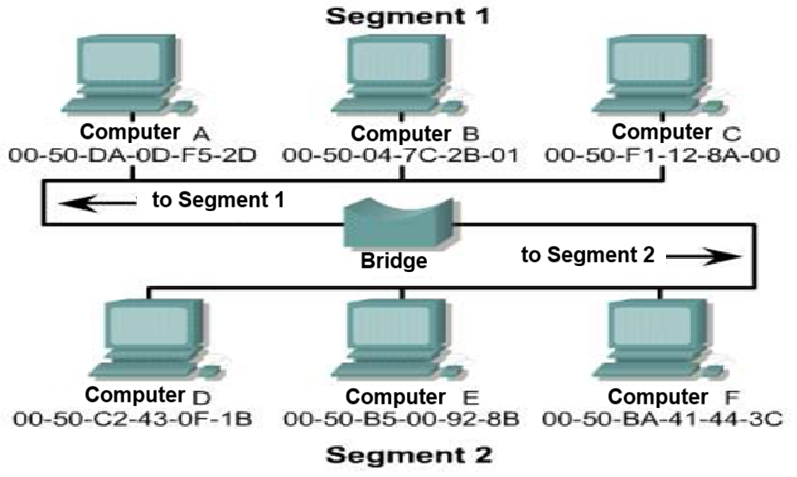 Segment 1
Computer A
00-50-DA-0D-F5-2D
Computer B
00-50-04-7C-2B-01
Computer C
00-50-F1-12-8A-00
to Segment 1
Bridge
to Segment 2
Computer D
00-50-C2-43-0F-1B
Computer E
00-50-B5-00-92-8B
Computer F
00-50-BA-41-44-3C
Segment 2